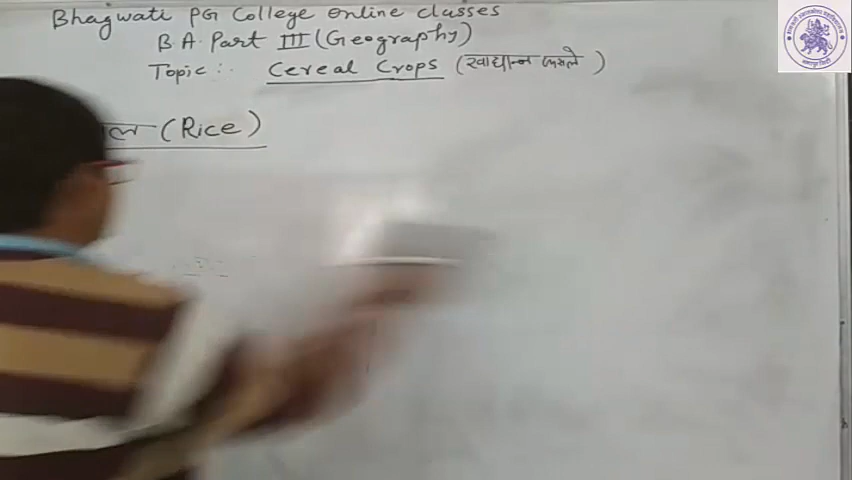 Bhagwati PG College online classes
B.A. Part III (Geography)
Topic :- Cereal Crops (खाद्यान्न फसले )
(Rice)